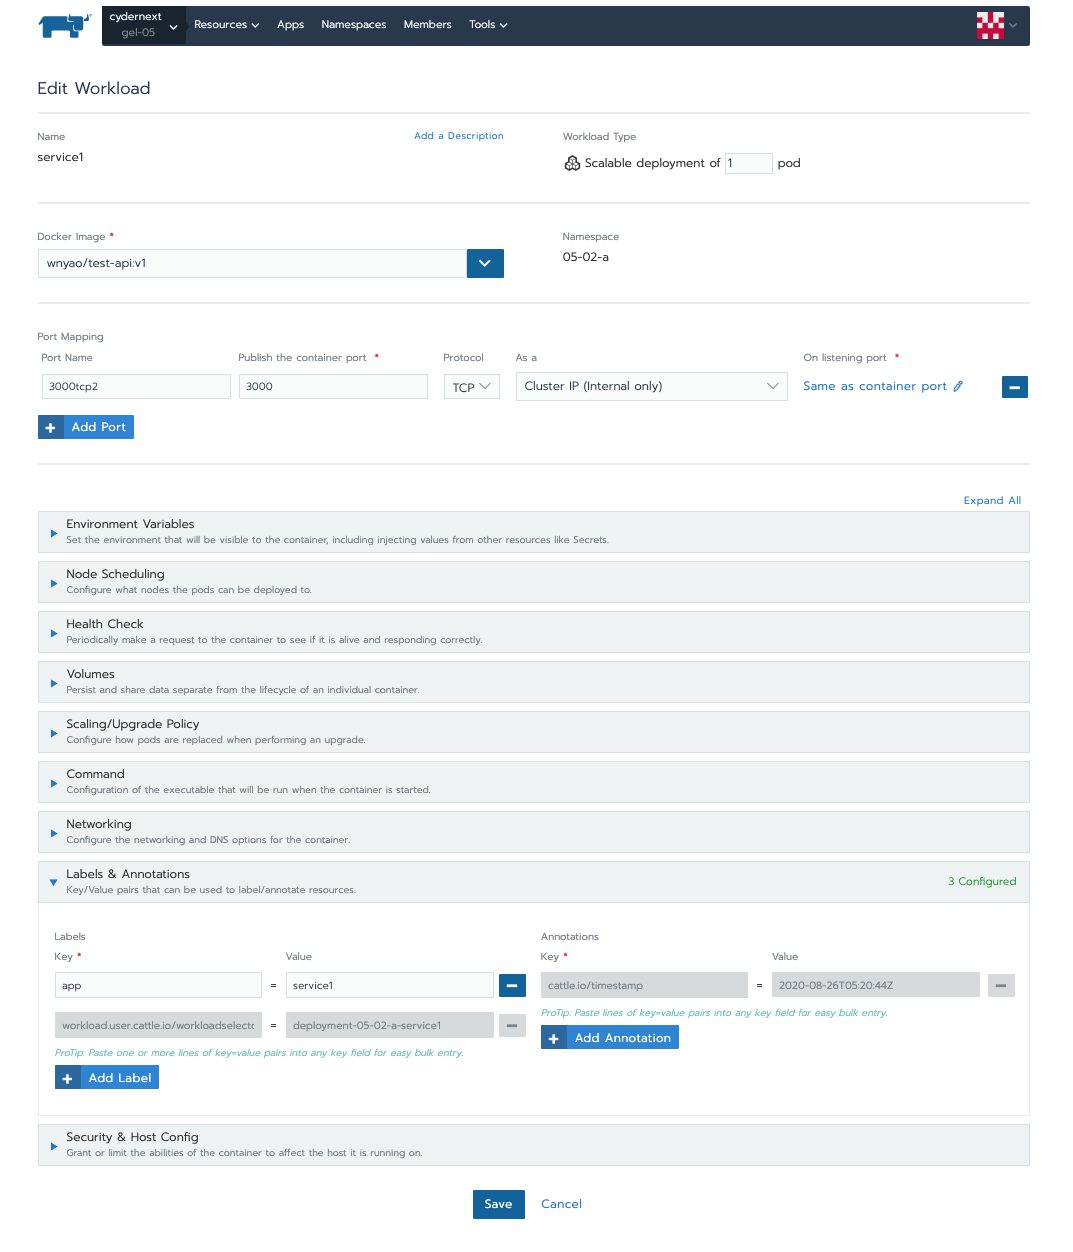 cydernext
gel-05
Resources Apps Namespaces Members Tools
Edit Workload
Name
Add a Description
service1
Workload Type
Scalable deployment of 1 pod
Docker Image *
wnyao/test-api:v1
Namespace
05-02-a
Port Mapping
Port Name Publish the container port * Protocol As a On listening port *
3000tcp2 3000 TCP Cluster IP (Internal only) Same as container port
Add Port
Expand All
Environment Variables
Set the environment that will be visible to the container, including injecting values from other resources like Secrets.
Node Scheduling
Configure what nodes the pods can be deployed to.
Health Check
Periodically make a request to the container to see if it is alive and responding correctly.
Volumes
Persist and share data separate from the lifecycle of an individual container.
Scaling/Upgrade Policy
Configure how pods are replaced when performing an upgrade.
Command
Configuration of the executable that will be run when the container is started.
Networking
Configure the networking and DNS options for the container.
Labels & Annotations
Key/Value pairs that can be used to label/annotate resources.
3 Configured
Labels
Key * Value
app = service1
workload.user.cattle.io/workloadselecto = deployment-05-02-a-service1
ProTip: Paste one or more lines of key=value pairs into any key field for easy bulk entry.
Add Label
Annotations
Key * Value
cattle.io/timestamp = 2020-08-26T05:20:44Z
ProTip: Paste lines of key=value pairs into any key field for easy bulk entry.
Add Annotation
Security & Host Config
Grant or limit the abilities of the container to affect the host it is running on.
Save Cancel